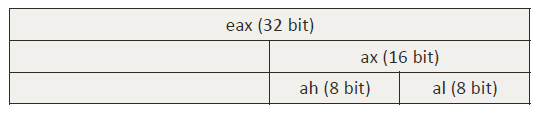 eax (32 bit)
ax (16 bit)
ah (8 bit) al (8 bit)